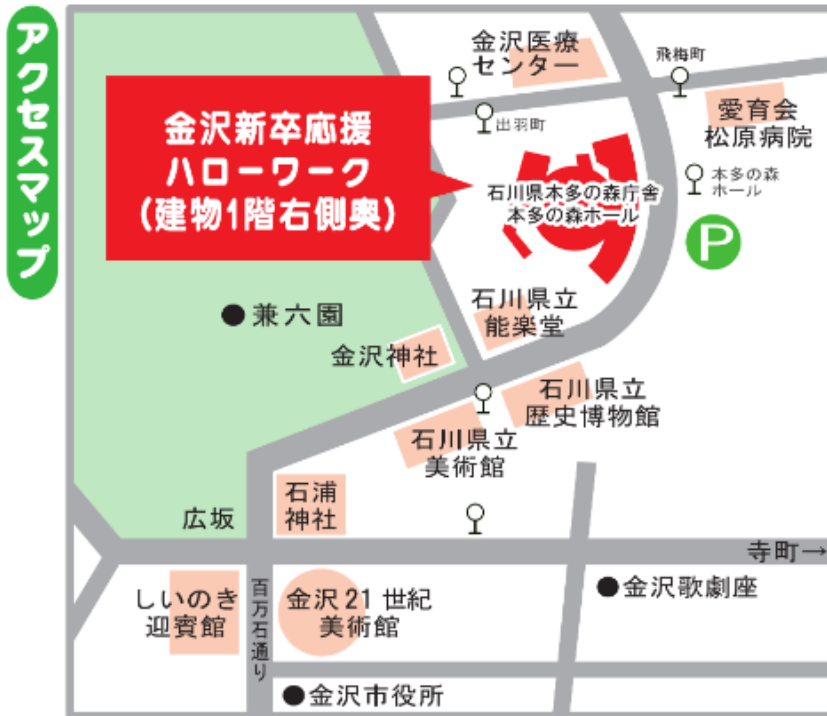 アクセスマップ
金沢医療
センター
飛梅町
出羽町
愛育会
松原病院
金沢新卒応援
ハローワーク
(建物1階右側奥)
石川県本多の森庁舎
本多の森ホール
本多の森
ホール
P
石川県立
能楽堂
●兼六園
金沢神社
石川県立
歴史博物館
石川県立
美術館
石浦
神社
広坂
寺町→
しいのき
迎賓館
百万石通り
金沢21世紀
美術館
●金沢歌劇座
●金沢市役所